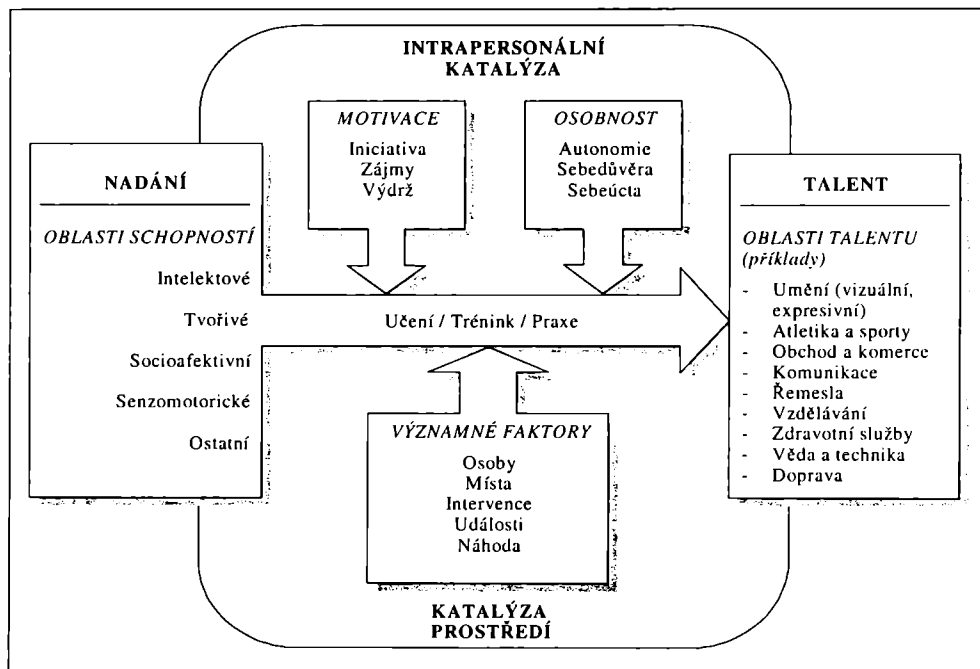 INTRAPERSONÁLNÍ
KATALÝZA
MOTIVACE
Iniciativa
Zájmy
Výdrž
OSOBNOST
Autonomie
Sebedůvěra
Sebeúcta
NADÁNÍ
OBLASTI SCHOPNOSTÍ
Intelektové
Tvořivé
Socioafektivní
Senzomotorické
Ostatní
Učení / Trénink / Praxe
TALENT
OBLASTI TALENTU
(příklady)
- Umění (vizuální,
expresivní)
- Atletika a sporty
- Obchod a komerce
- Komunikace
- Řemesla
- Vzdělávání
- Zdravotní služby
- Věda a technika
- Doprava
VÝZNAMNÉ FAKTORY
Osoby
Místa
Intervence
Události
Náhoda
KATALÝZA
PROSTŘEDÍ